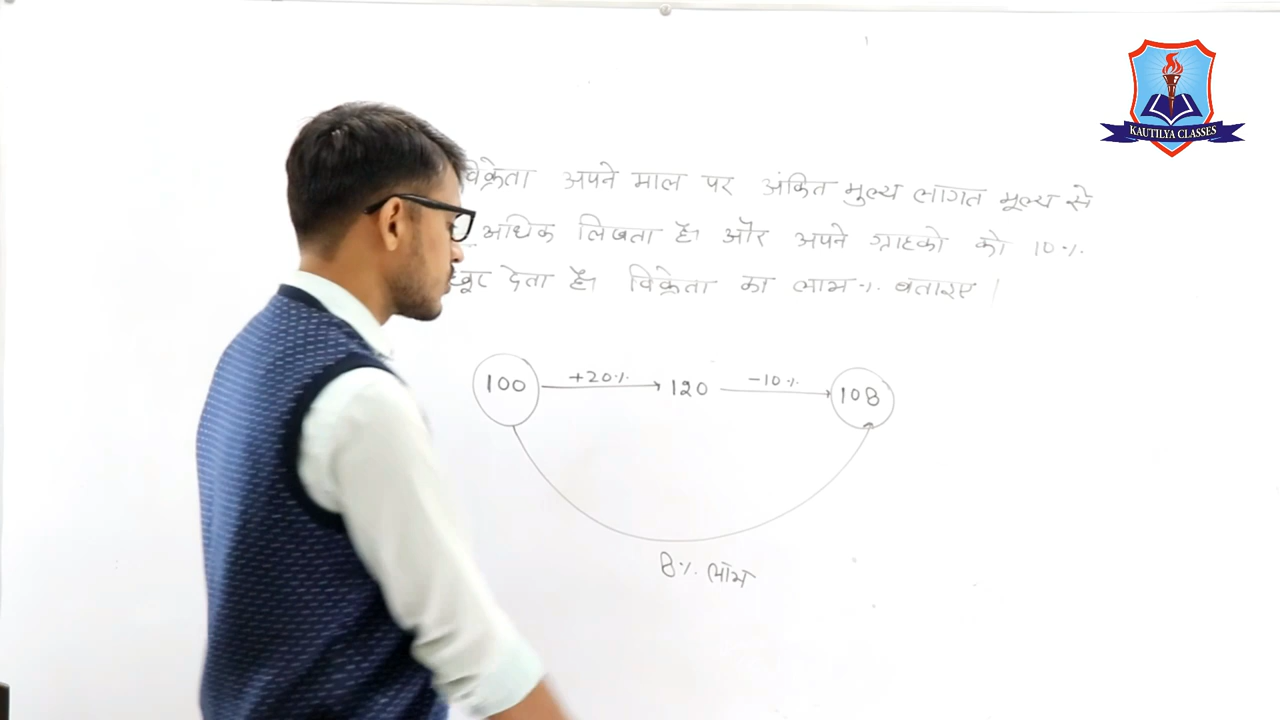 KAUTILYA CLASSES
विक्रेता अपने माल पर अंकित मुल्य लागत मूल्य से
अधिक लिखता है। और अपने ग्राहको को 10%
छूट देता है। विक्रेता का लाभ% बताइए।
100 +20% 120 -10% 108
8% लाभ